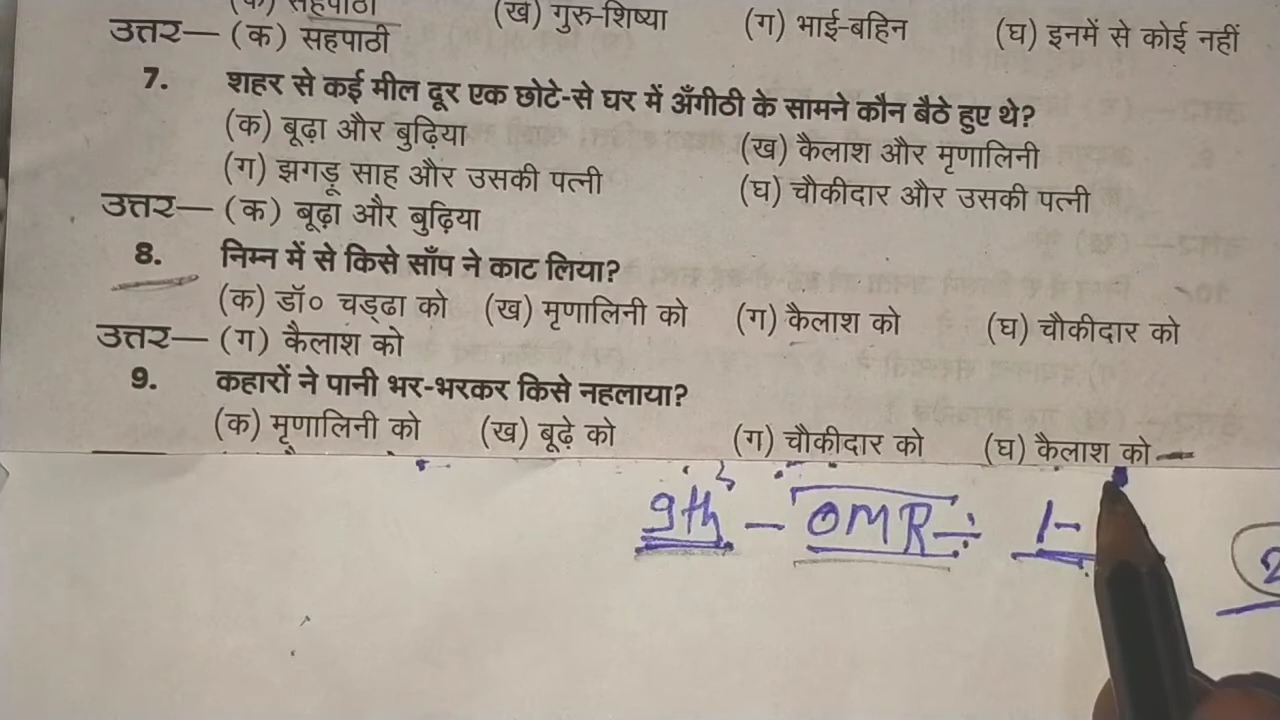 (क) सहपाठी (ख) गुरु-शिष्या (ग) भाई-बहिन (घ) इनमें से कोई नहीं
उत्तर— (क) सहपाठी
7. शहर से कई मील दूर एक छोटे-से घर में अँगीठी के सामने कौन बैठे हुए थे?
(क) बूढ़ा और बुढ़िया (ख) कैलाश और मृणालिनी
(ग) झगड़ू साह और उसकी पत्नी (घ) चौकीदार और उसकी पत्नी
उत्तर— (क) बूढ़ा और बुढ़िया
8. निम्न में से किसे साँप ने काट लिया?
(क) डॉ० चड्ढा को (ख) मृणालिनी को (ग) कैलाश को (घ) चौकीदार को
उत्तर— (ग) कैलाश को
9. कहारों ने पानी भर-भरकर किसे नहलाया?
(क) मृणालिनी को (ख) बूढ़े को (ग) चौकीदार को (घ) कैलाश को
9th - OMR ÷ 1-